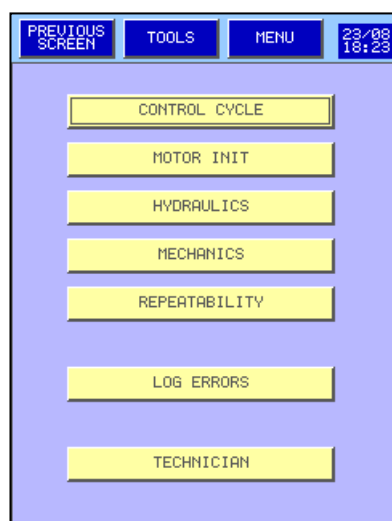 PREVIOUS
SCREEN
TOOLS
MENU
23/08
18:23
CONTROL CYCLE
MOTOR INIT
HYDRAULICS
MECHANICS
REPEATABILITY
LOG ERRORS
TECHNICIAN